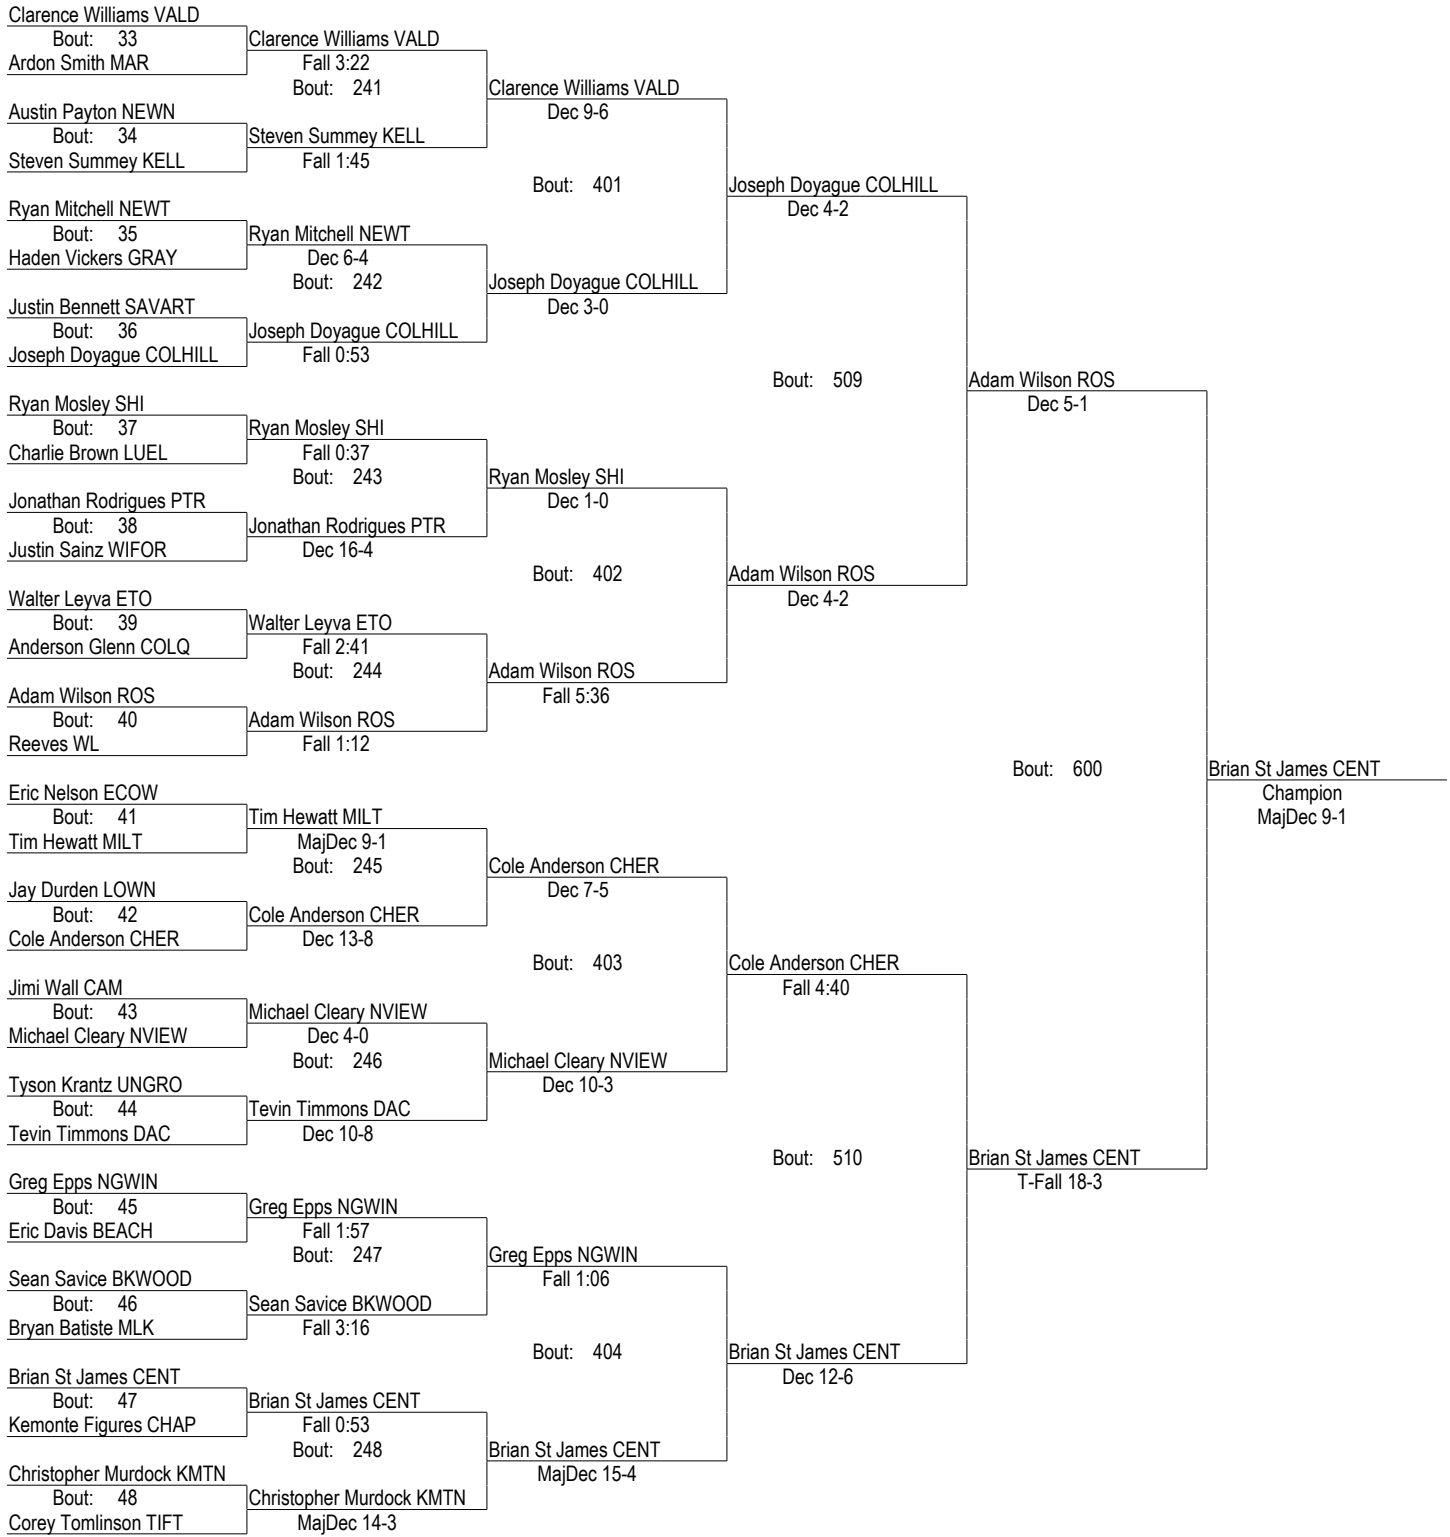 Clarence Williams VALD
Bout: 33
Ardon Smith MAR
Austin Payton NEWN
Bout: 34
Steven Summey KELL
Ryan Mitchell NEWT
Bout: 35
Haden Vickers GRAY
Justin Bennett SAVART
Bout: 36
Joseph Doyague COLHILL
Ryan Mosley SHI
Bout: 37
Charlie Brown LUEL
Jonathan Rodrigues PTR
Bout: 38
Justin Sainz WIFOR
Walter Leyva ETO
Bout: 39
Anderson Glenn COLQ
Adam Wilson ROS
Bout: 40
Reeves WL
Eric Nelson ECOW
Bout: 41
Tim Hewatt MILT
Jay Durden LOWN
Bout: 42
Cole Anderson CHER
Jimi Wall CAM
Bout: 43
Michael Cleary NVIEW
Tyson Krantz UNGRO
Bout: 44
Tevin Timmons DAC
Greg Epps NGWIN
Bout: 45
Eric Davis BEACH
Sean Savice BKWOOD
Bout: 46
Bryan Batiste MLK
Brian St James CENT
Bout: 47
Kemonte Figures CHAP
Christopher Murdock KMTN
Bout: 48
Corey Tomlinson TIFT
Clarence Williams VALD
Fall 3:22
Bout: 241
Steven Summey KELL
Fall 1:45
Ryan Mitchell NEWT
Dec 6-4
Bout: 242
Joseph Doyague COLHILL
Fall 0:53
Ryan Mosley SHI
Fall 0:37
Bout: 243
Jonathan Rodrigues PTR
Dec 16-4
Walter Leyva ETO
Fall 2:41
Bout: 244
Adam Wilson ROS
Fall 1:12
Tim Hewatt MILT
MajDec 9-1
Bout: 245
Cole Anderson CHER
Dec 13-8
Michael Cleary NVIEW
Dec 4-0
Bout: 246
Tevin Timmons DAC
Dec 10-8
Greg Epps NGWIN
Fall 1:57
Bout: 247
Sean Savice BKWOOD
Fall 3:16
Brian St James CENT
Fall 0:53
Bout: 248
Christopher Murdock KMTN
MajDec 14-3
Clarence Williams VALD
Dec 9-6
Bout: 401
Joseph Doyague COLHILL
Dec 3-0
Ryan Mosley SHI
Dec 1-0
Bout: 402
Adam Wilson ROS
Fall 5:36
Cole Anderson CHER
Dec 7-5
Bout: 403
Michael Cleary NVIEW
Dec 10-3
Greg Epps NGWIN
Fall 1:06
Bout: 404
Brian St James CENT
MajDec 15-4
Joseph Doyague COLHILL
Dec 4-2
Bout: 509
Adam Wilson ROS
Dec 4-2
Cole Anderson CHER
Fall 4:40
Bout: 510
Brian St James CENT
Dec 12-6
Adam Wilson ROS
Dec 5-1
Bout: 600
Brian St James CENT
T-Fall 18-3
Brian St James CENT
Champion
MajDec 9-1